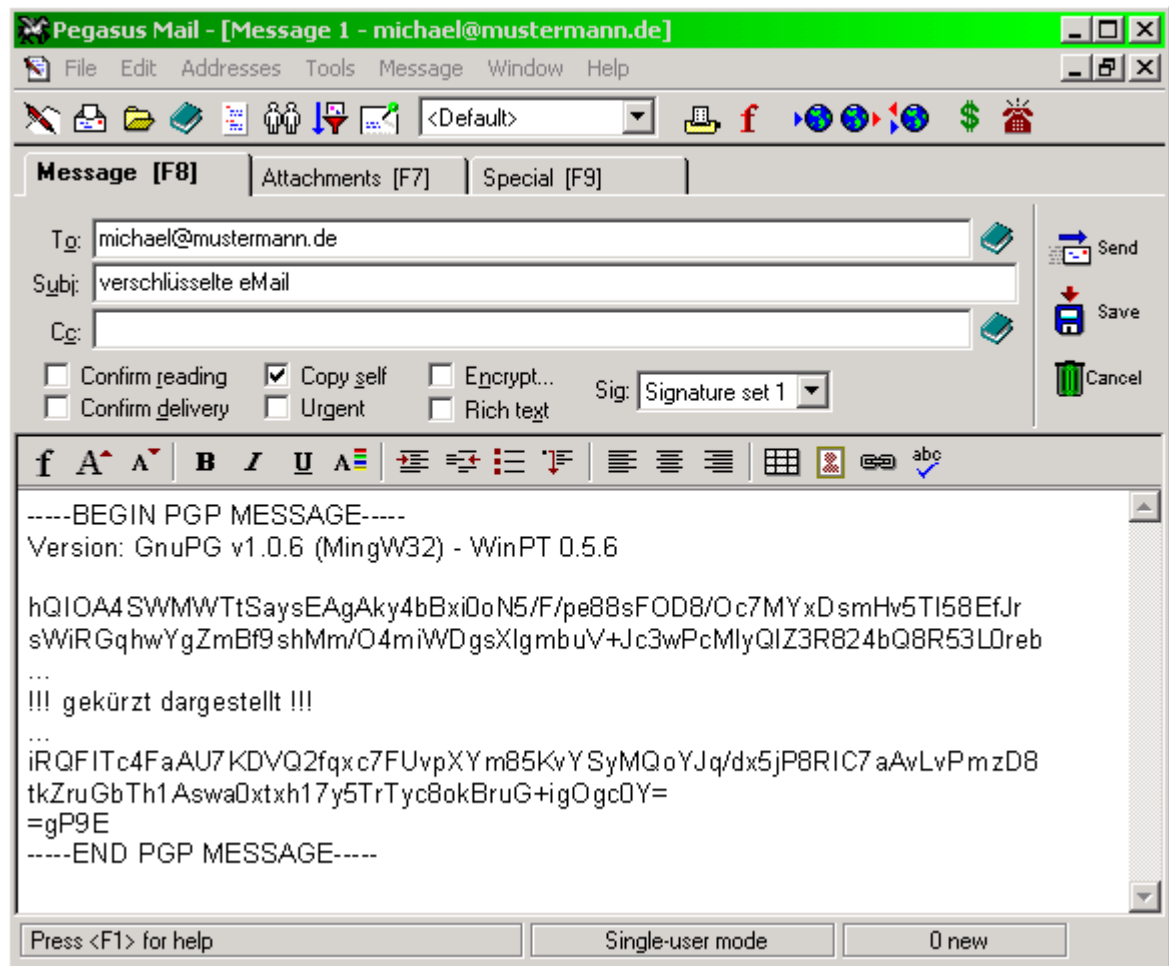 Pegasus Mail - [Message 1 - michael@mustermann.de]
File Edit Addresses Tools Message Window Help
<Default>
Message [F8] Attachments [F7] Special [F9]
To: michael@mustermann.de
Send
Subj: verschlüsselte eMail
Save
Cc:
Confirm reading Copy self Encrypt... Sig: Signature set 1 Cancel
Confirm delivery Urgent Rich text
-----BEGIN PGP MESSAGE-----
Version: GnuPG v1.0.6 (MingW32) - WinPT 0.5.6
hQIOA4SWMWTtSaysEAgAky4bBxi0oN5/F/pe88sFOD8/Oc7MYxDsmHv5TI58EfJr
sWiRGqhwYgZmBf9shMm/O4miWDgsXIgmbuV+Jc3wPcMlyQIZ3R824bQ8R53L0reb
...
!!! gekürzt dargestellt !!!
...
iRQFITc4FaAU7KDVQ2fqxc7FUvpXYm85KvYSyMQoYJq/dx5jP8RIC7aAvLvPmzD8
tkZruGbTh1Aswa0xtxh17y5TrTyc8okBruG+igOgc0Y=
=gP9E
-----END PGP MESSAGE-----
Press <F1> for help Single-user mode 0 new